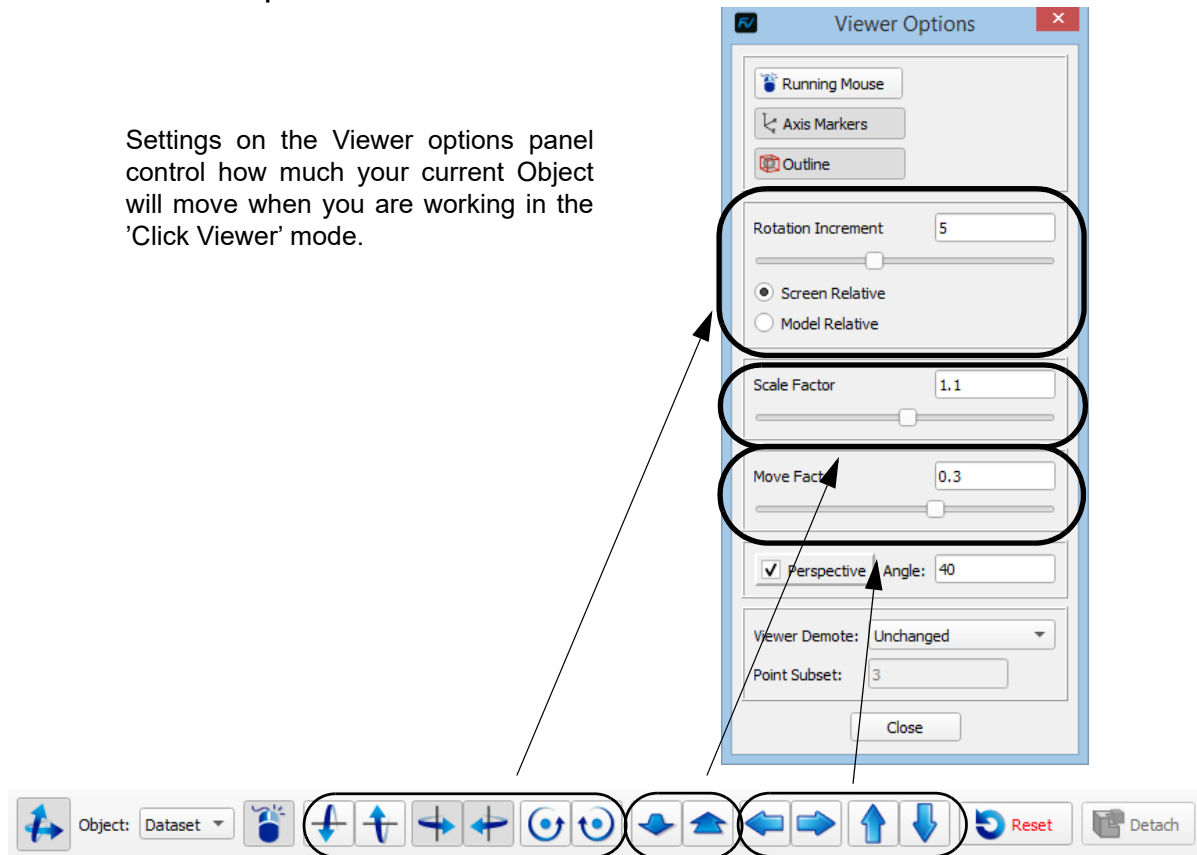 Viewer Options
Running Mouse
Axis Markers
Outline
Settings on the Viewer options panel
control how much your current Object
will move when you are working in the
’Click Viewer’ mode.
Rotation Increment 5
Screen Relative
Model Relative
Scale Factor 1.1
Move Fact 0.3
Perspective Angle: 40
Viewer Demote: Unchanged
Point Subset: 3
Close
Object: Dataset Reset Detach